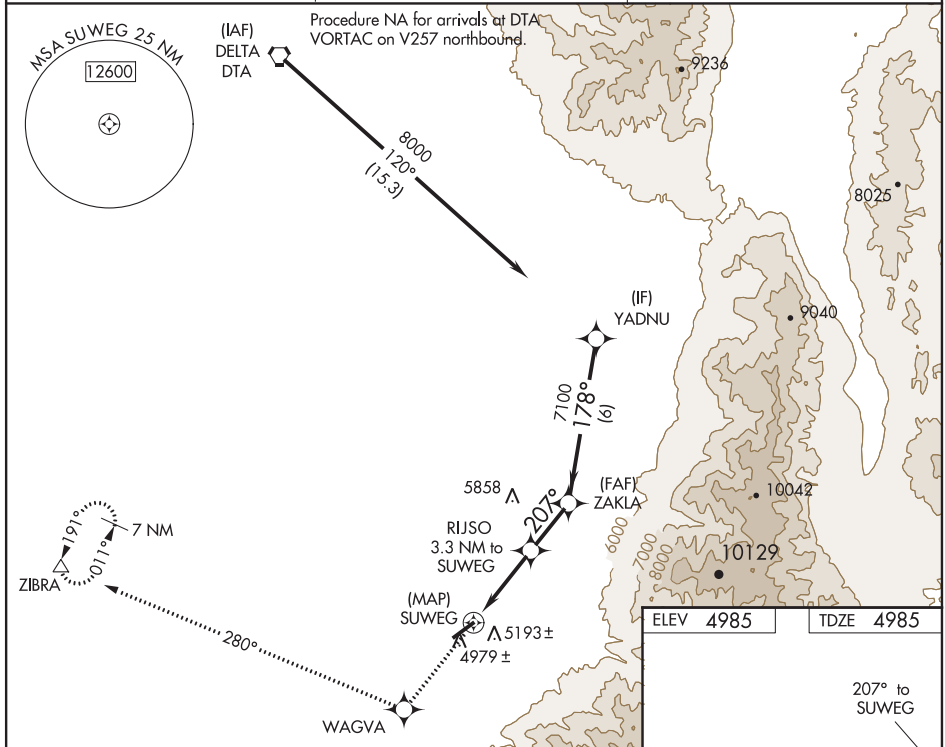 MSA SUWEG 25 NM
12600
(IAF)
DELTA
DTA
Procedure NA for arrivals at DTA
VORTAC on V257 northbound.
9236
8025
8000
120°
(15.3)
(IF)
YADNU
9040
7100
178°
(6)
5858
(FAF)
ZAKLA
207°
10042
RIJSO
3.3 NM to
SUWEG
6000
7000
8000
10129
191°
011°
7 NM
ZIBRA
(MAP)
SUWEG
5193±
4979±
280°
WAGVA
ELEV 4985
TDZE 4985
207° to
SUWEG